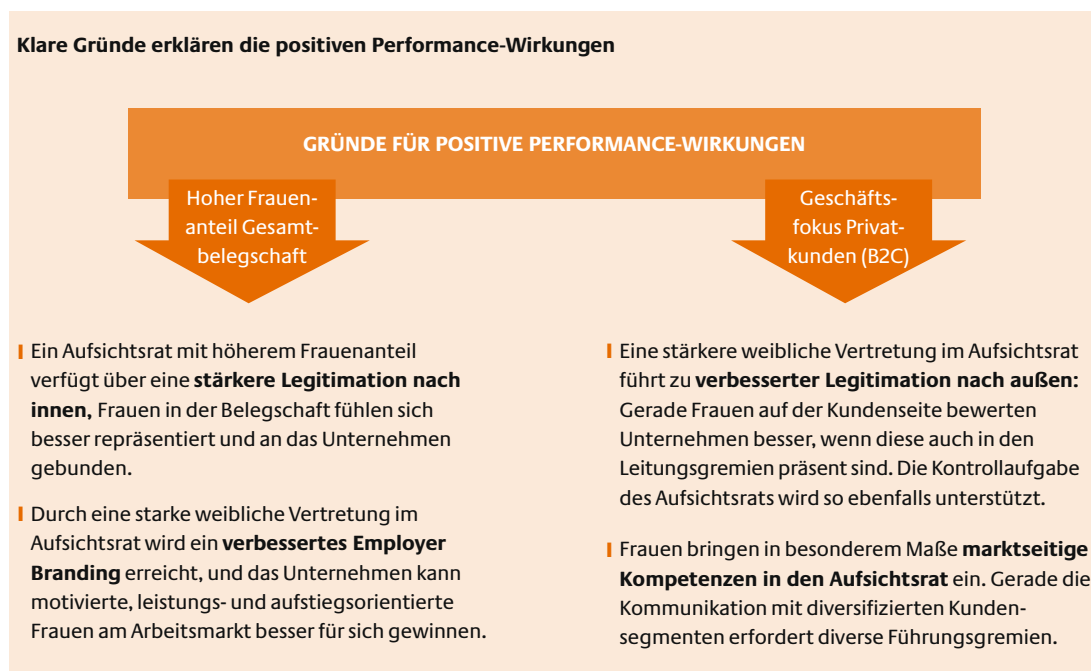 Klare Gründe erklären die positiven Performance-Wirkungen
GRÜNDE FÜR POSITIVE PERFORMANCE-WIRKUNGEN
Hoher Frauen-
anteil Gesamt-
belegschaft
Geschäfts-
fokus Privat-
kunden (B2C)
Ein Aufsichtsrat mit höherem Frauenanteil
verfügt über eine stärkere Legitimation nach
innen, Frauen in der Belegschaft fühlen sich
besser repräsentiert und an das Unternehmen
gebunden.
Durch eine starke weibliche Vertretung im
Aufsichtsrat wird ein verbessertes Employer
Branding erreicht, und das Unternehmen kann
motivierte, leistungs- und aufstiegsorientierte
Frauen am Arbeitsmarkt besser für sich gewinnen.
Eine stärkere weibliche Vertretung im Aufsichtsrat
führt zu verbesserter Legitimation nach außen:
Gerade Frauen auf der Kundenseite bewerten
Unternehmen besser, wenn diese auch in den
Leitungsgremien präsent sind. Die Kontrollaufgabe
des Aufsichtsrats wird so ebenfalls unterstützt.
Frauen bringen in besonderem Maße marktseitige
Kompetenzen in den Aufsichtsrat ein. Gerade die
Kommunikation mit diversifizierten Kunden-
segmenten erfordert diverse Führungsgremien.